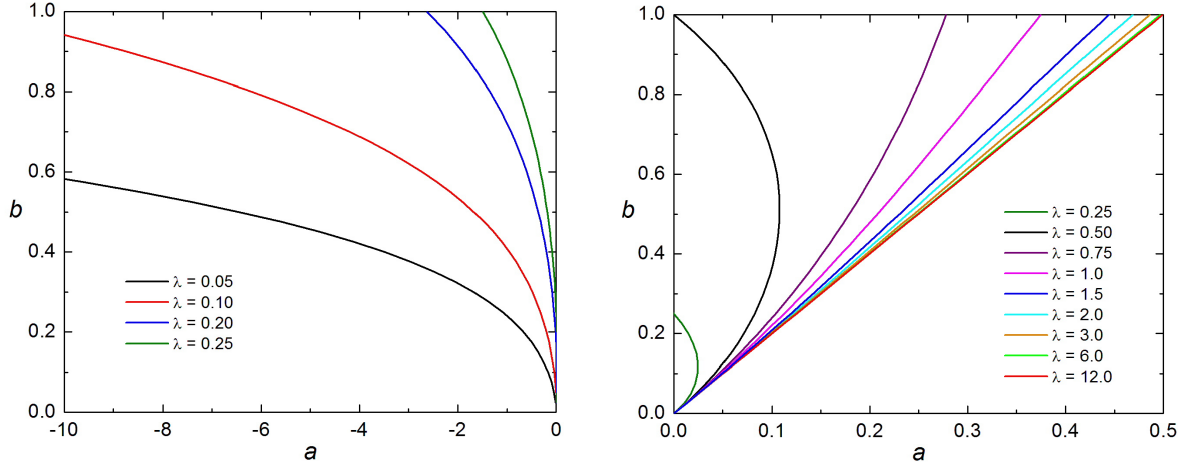 1.0
0.8
0.6
b
0.4
0.2
0.0
λ = 0.05
λ = 0.10
λ = 0.20
λ = 0.25
-10 -8 -6 -4 -2 0
a
1.0
0.8
0.6
b
0.4
0.2
0.0
λ = 0.25
λ = 0.50
λ = 0.75
λ = 1.0
λ = 1.5
λ = 2.0
λ = 3.0
λ = 6.0
λ = 12.0
0.0 0.1 0.2 0.3 0.4 0.5
a